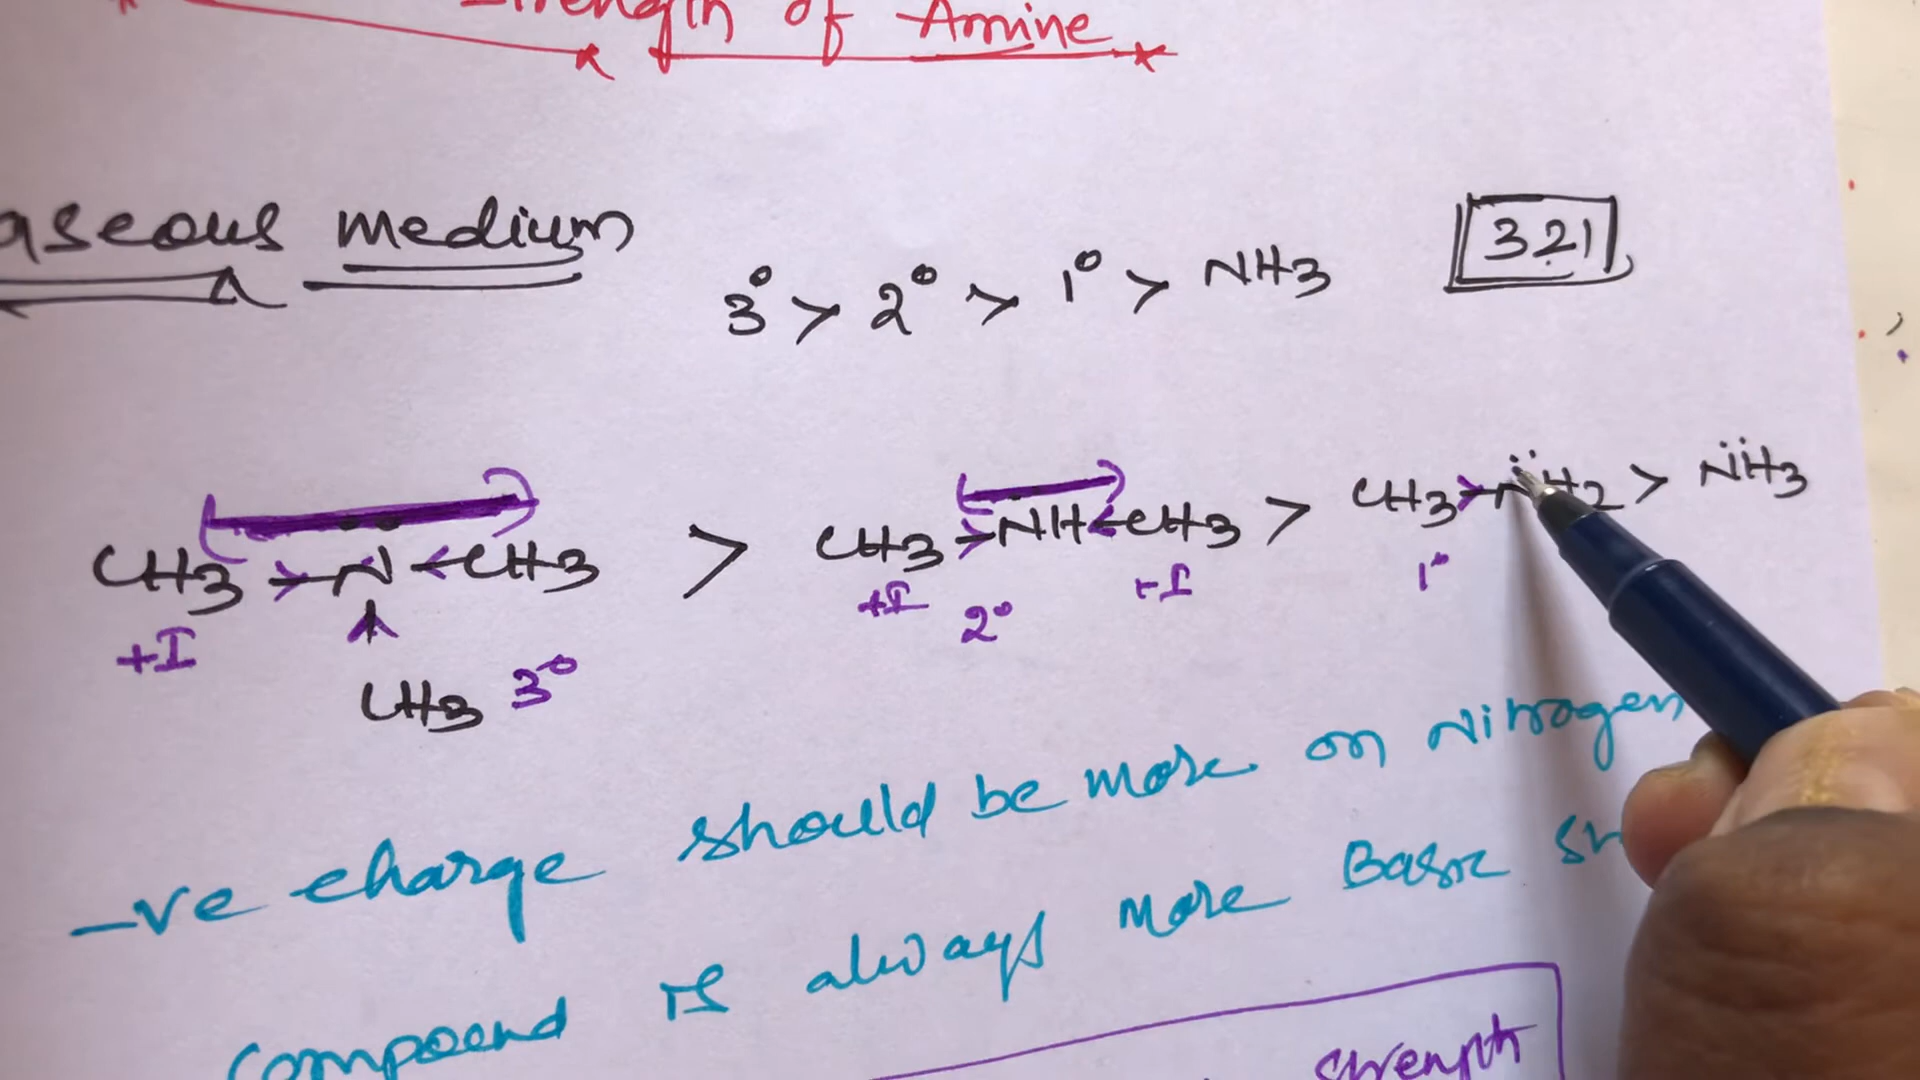 Strength of Amine
aseous medium
3° > 2° > 1° > NH3
321
CH3 N CH3 > CH3 NH CH3 > CH3 NH2 > NH3
+I +I 2° +I 1°
CH3 3°
-ve charge should be more on Nitrogen
compound is always more Basic
strength